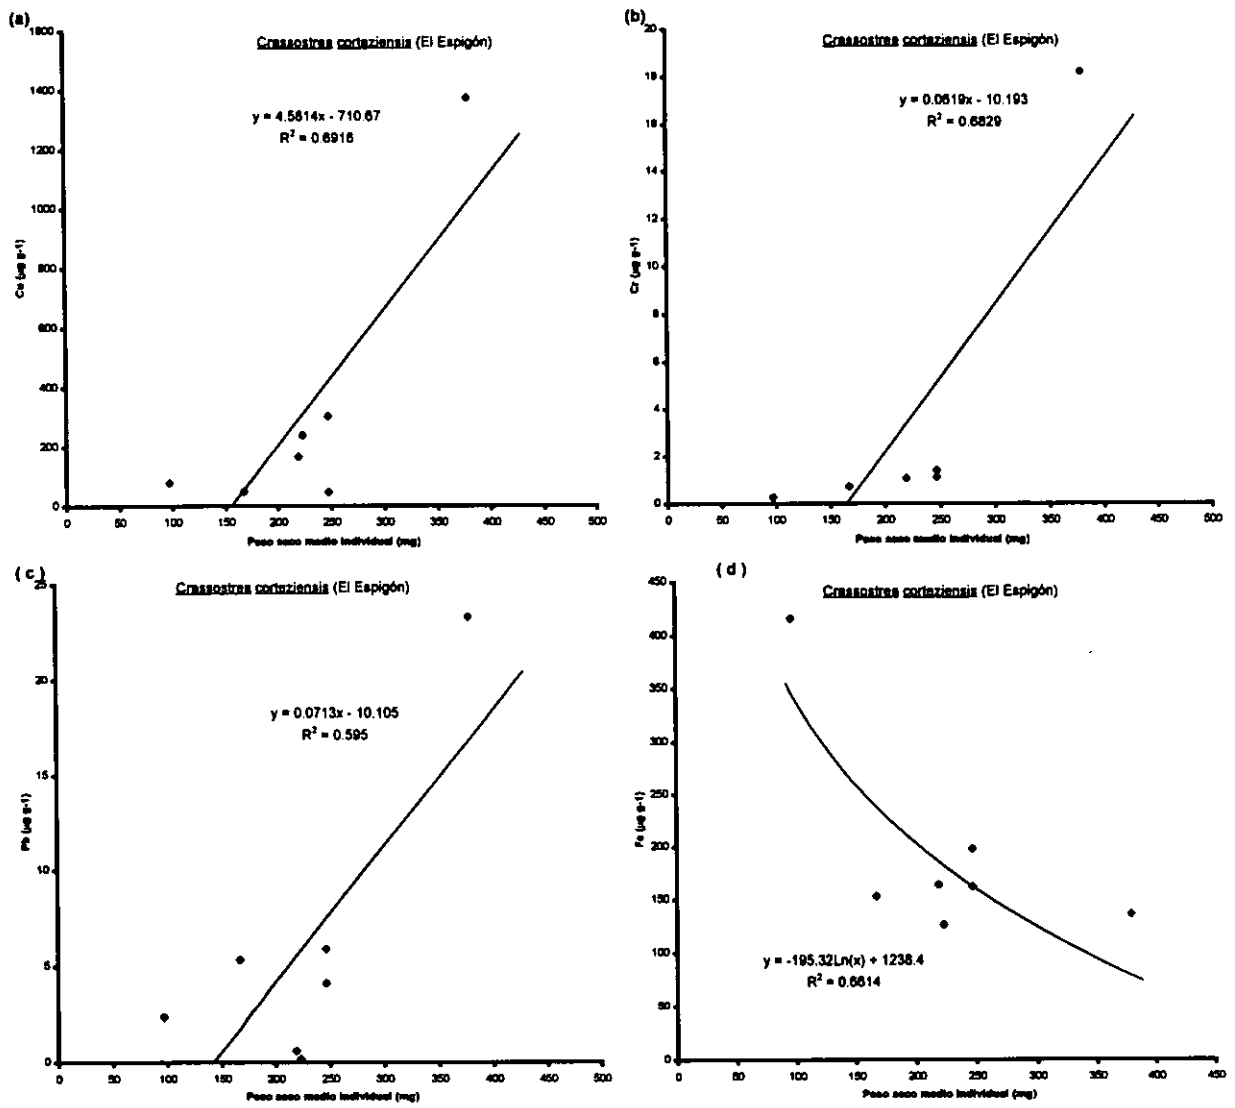 (a)
Crassostrea corteziensis (El Espigón)
y = 4.5814x - 710.67
R² = 0.6916
1800
1400
1200
1000
800
600
400
200
0
Cu (µg g-1)
0 50 100 150 200 250 300 350 400 450 500
Peso seco medio individual (mg)
(b)
Crassostrea corteziensis (El Espigón)
y = 0.0619x - 10.193
R² = 0.6829
20
18
16
14
12
10
8
6
4
2
0
Cr (µg g-1)
0 50 100 150 200 250 300 350 400 450 500
Peso seco medio individual (mg)
( c )
Crassostrea corteziensis (El Espigón)
y = 0.0713x - 10.105
R² = 0.595
25
20
15
10
5
0
Pb (µg g-1)
0 50 100 150 200 250 300 350 400 450 500
Peso seco medio individual (mg)
( d )
Crassostrea corteziensis (El Espigón)
450
400
350
300
250
200
150
100
50
0
Fe (µg g-1)
y = -195.32Ln(x) + 1238.4
R² = 0.6614
0 50 100 150 200 250 300 350 400 450
Peso seco medio individual (mg)